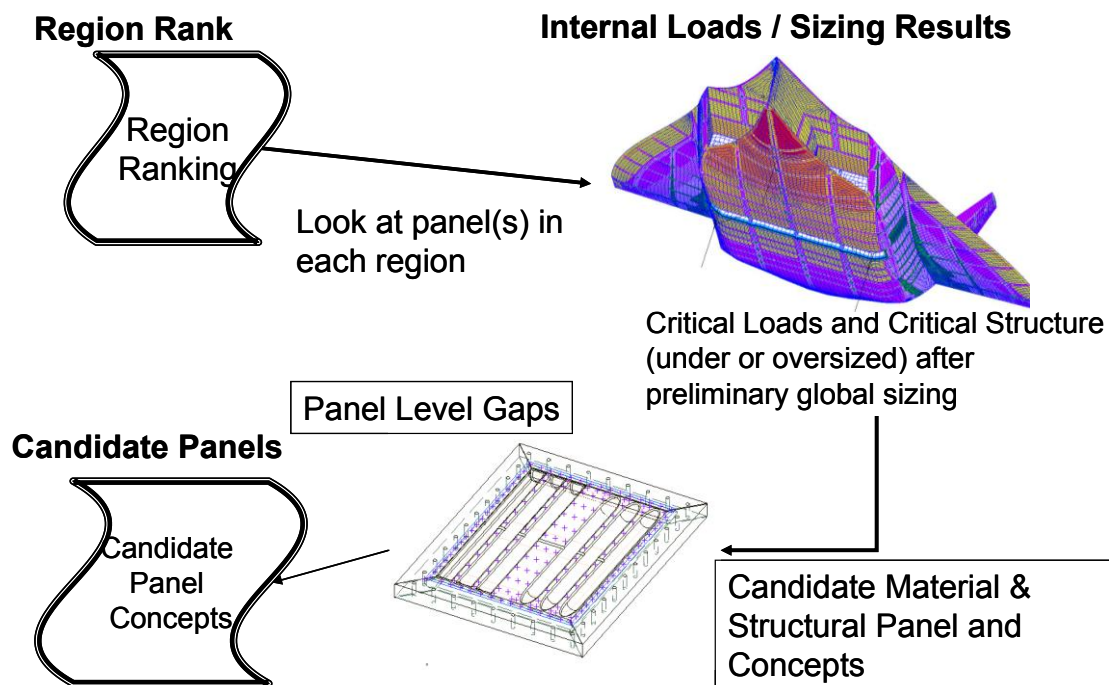 Region Rank
Internal Loads / Sizing Results
Region
Ranking
Look at panel(s) in
each region
Critical Loads and Critical Structure
(under or oversized) after
preliminary global sizing
Panel Level Gaps
Candidate Panels
Candidate
Panel
Concepts
Candidate Material &
Structural Panel and
Concepts